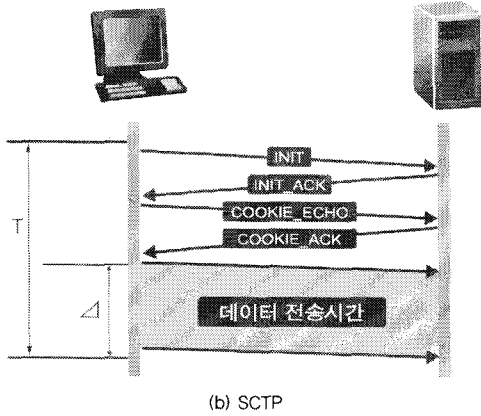 INIT
INIT_ACK
COOKIE_ECHO
COOKIE_ACK
T
⊿
데이터 전송시간
(b) SCTP